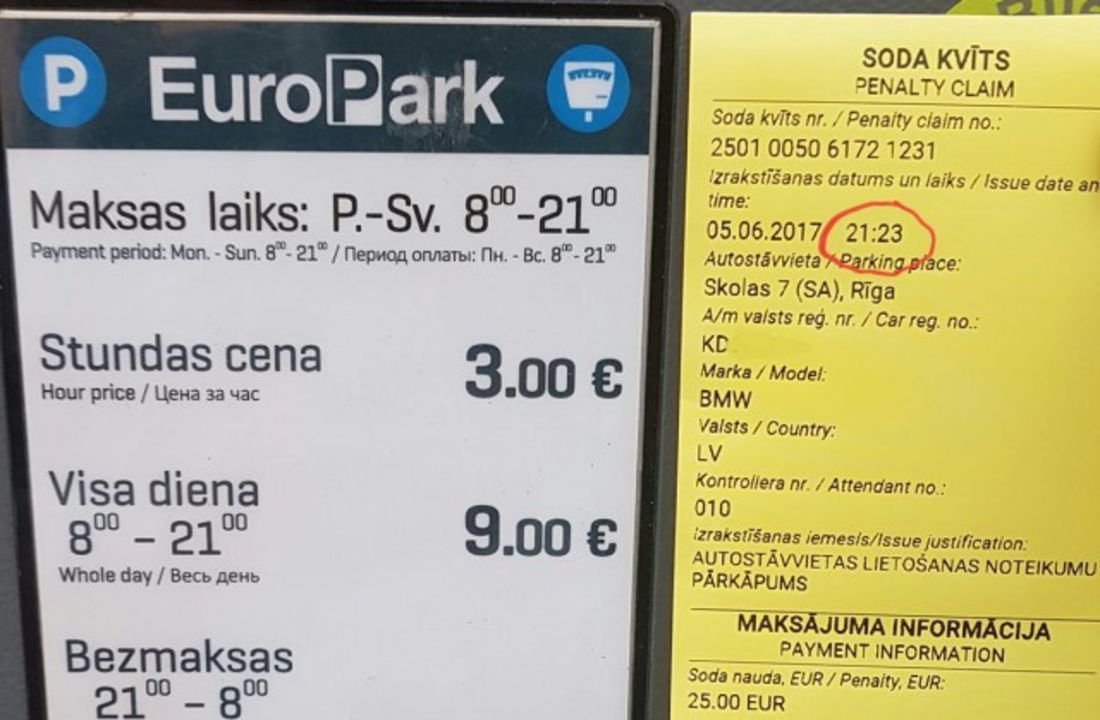 P EuroPark
Maksas laiks: P.-Sv. 8⁰⁰-21⁰⁰
Payment period: Mon. - Sun. 8⁰⁰- 21⁰⁰ / Период оплаты: Пн. - Вс. 8⁰⁰- 21⁰⁰
Stundas cena 3.00 €
Hour price / Цена за час
Visa diena
8⁰⁰ – 21⁰⁰ 9.00 €
Whole day / Весь день
Bezmaksas
21⁰⁰ – 8⁰⁰
SODA KVĪTS
PENALTY CLAIM
Soda kvīts nr. / Penalty claim no.:
2501 0050 6172 1231
Izrakstīšanas datums un laiks / Issue date an
time:
05.06.2017 21:23
Autostāvvieta / Parking place:
Skolas 7 (SA), Rīga
A/m valsts reģ. nr. / Car reg. no.:
KD
Marka / Model:
BMW
Valsts / Country:
LV
Kontroliera nr. / Attendant no.:
010
Izrakstīšanas iemesls/Issue justification:
AUTOSTĀVVIETAS LIETOŠANAS NOTEIKUMU
PĀRKĀPUMS
MAKSĀJUMA INFORMĀCIJA
PAYMENT INFORMATION
Soda nauda, EUR / Penalty, EUR:
25.00 EUR